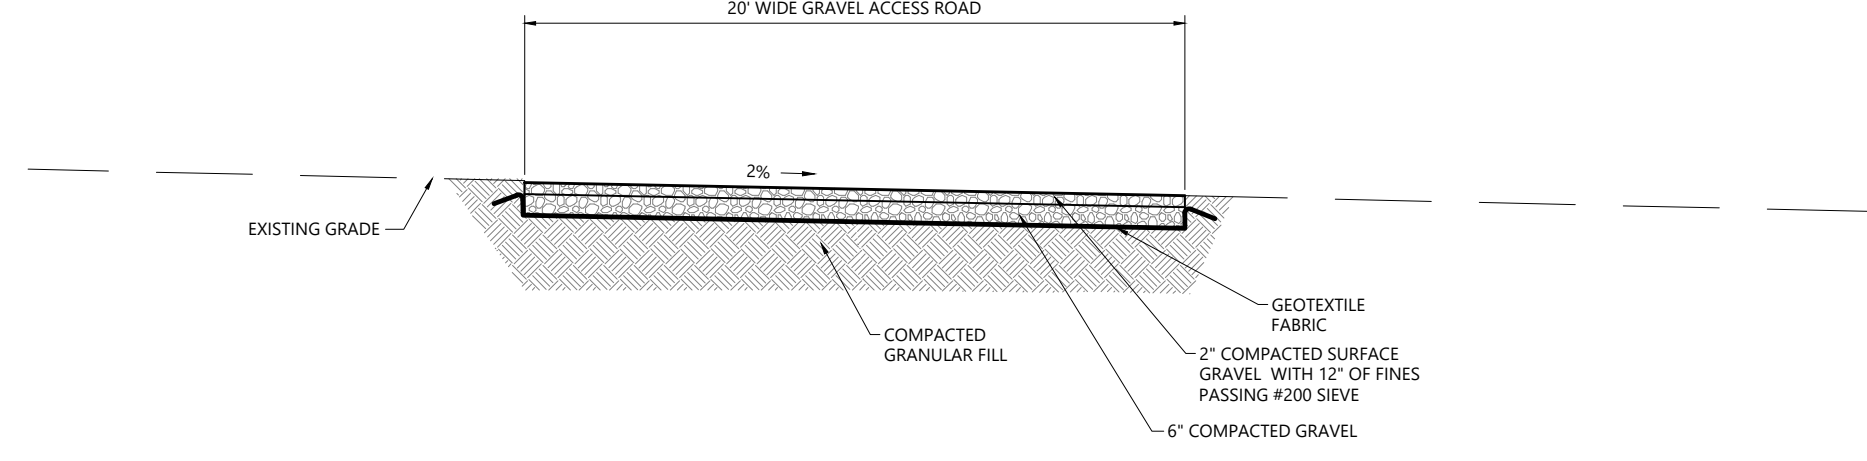 20' WIDE GRAVEL ACCESS ROAD
2%
EXISTING GRADE
GEOTEXTILE
FABRIC
COMPACTED
GRANULAR FILL
2" COMPACTED SURFACE
GRAVEL WITH 12" OF FINES
PASSING #200 SIEVE
6" COMPACTED GRAVEL